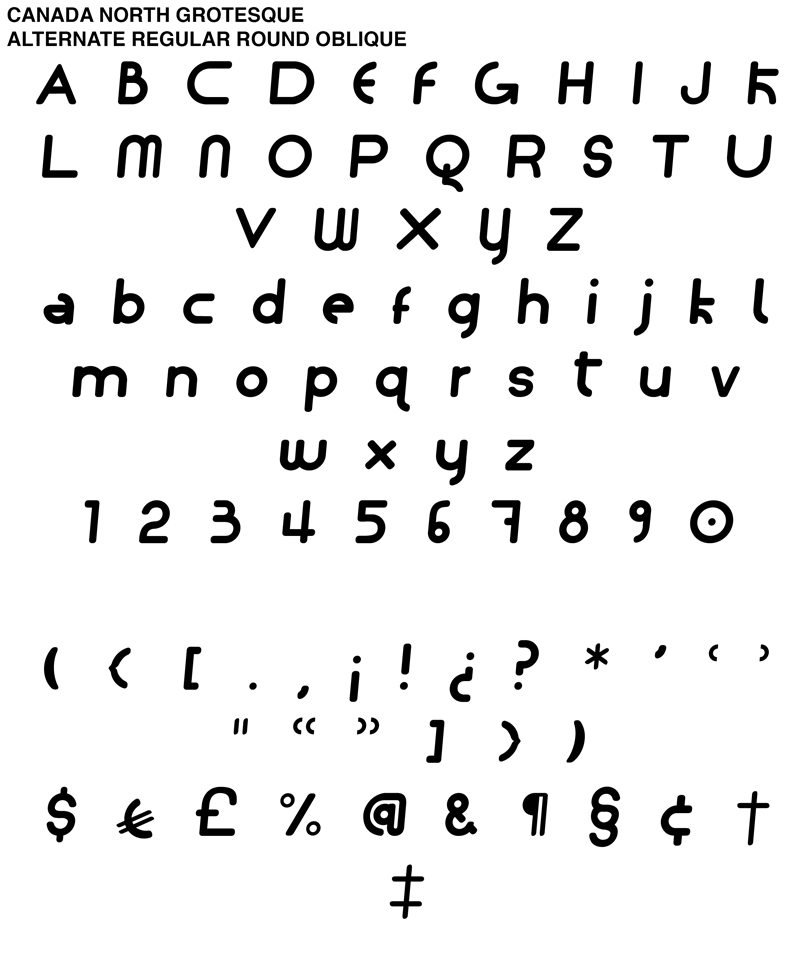 CANADA NORTH GROTESQUE
ALTERNATE REGULAR ROUND OBLIQUE
A B C D E F G H I J K
L M N O P Q R S T U
V W X Y Z
a b c d e f g h i j k l
m n o p q r s t u v
w x y z
1 2 3 4 5 6 7 8 9 0
( { [ . , ¡ ! ¿ ? * ’ ‘ ’
" “ ” ] } )
$ € £ % @ & ¶ § ¢ †
‡